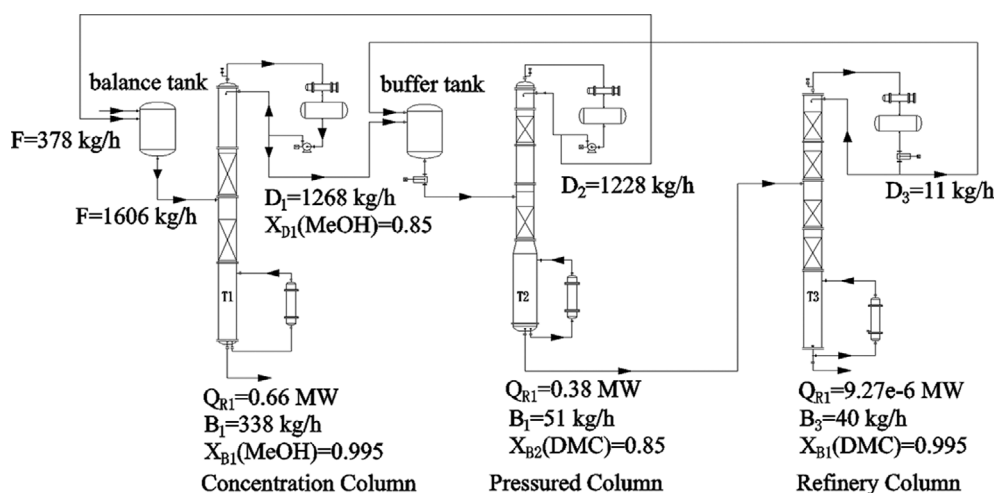 balance tank
buffer tank
F=378 kg/h
F=1606 kg/h
D1=1268 kg/h
XD1(MeOH)=0.85
D2=1228 kg/h
D3=11 kg/h
T1
T2
T3
QR1=0.66 MW
B1=338 kg/h
XB1(MeOH)=0.995
Concentration Column
QR1=0.38 MW
B1=51 kg/h
XB2(DMC)=0.85
Pressured Column
QR1=9.27e-6 MW
B3=40 kg/h
XB1(DMC)=0.995
Refinery Column